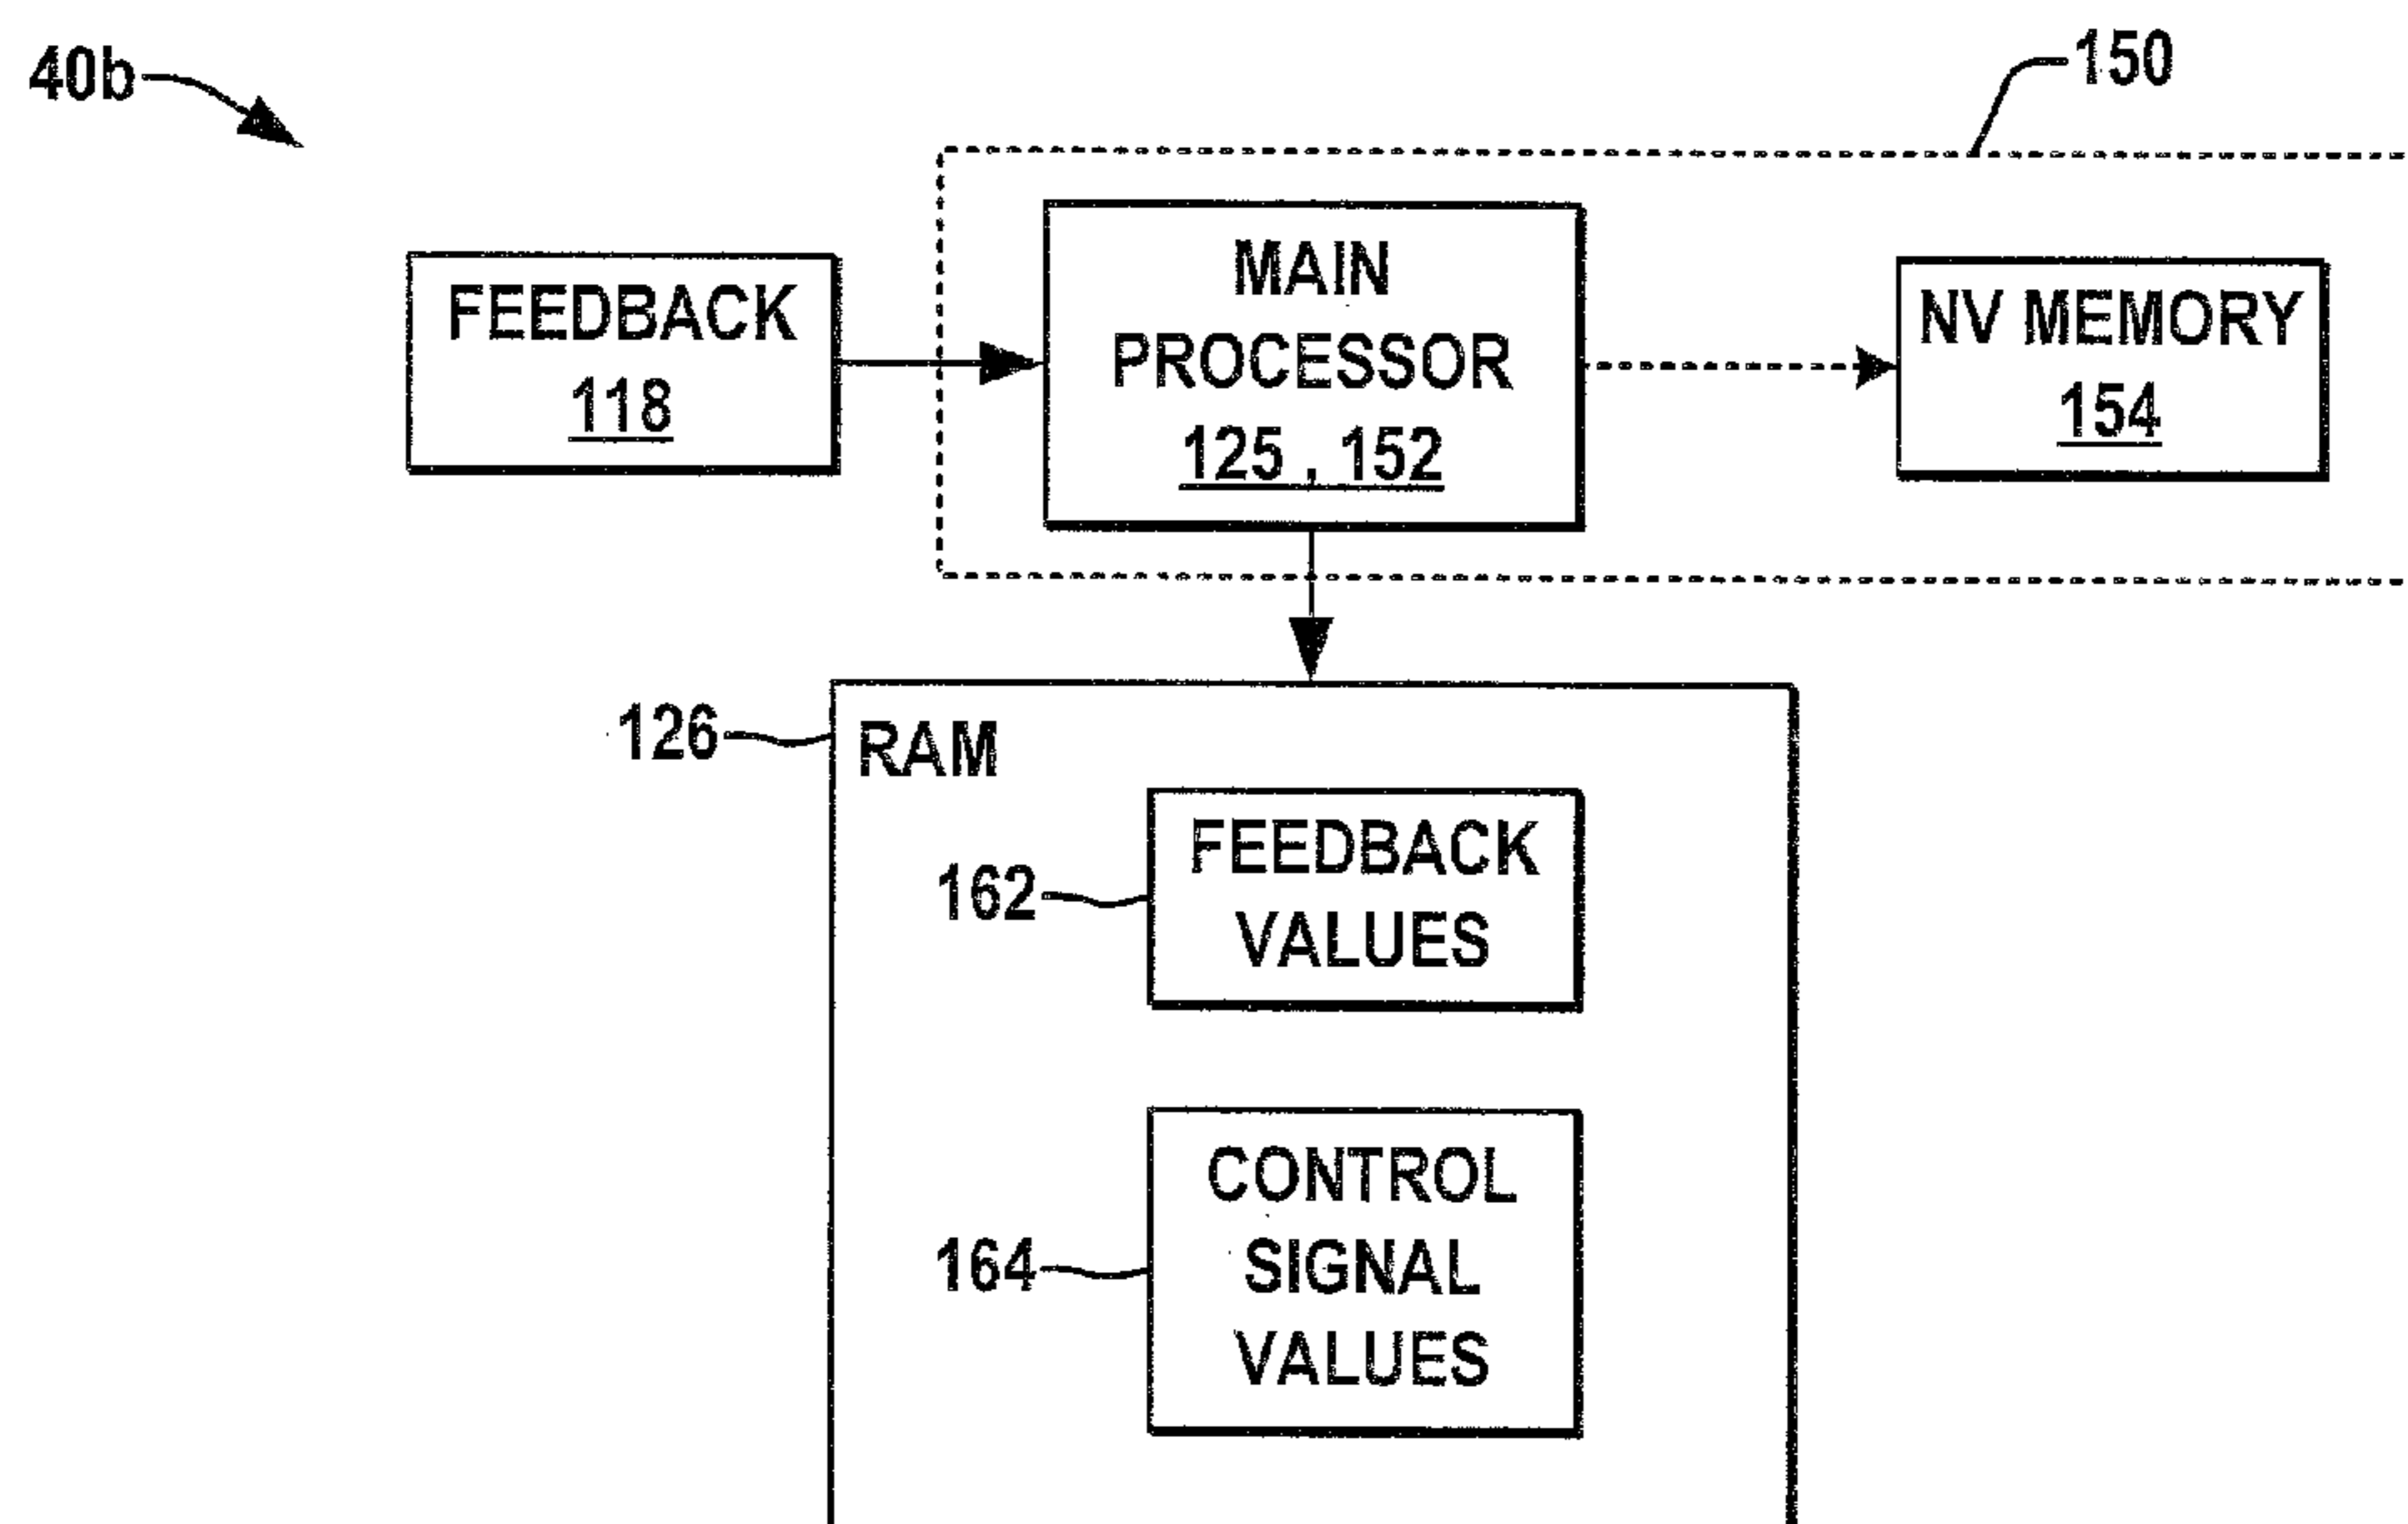 40b
150
FEEDBACK
118
MAIN
PROCESSOR
125 , 152
NV MEMORY
154
126
RAM
162
FEEDBACK
VALUES
164
CONTROL
SIGNAL
VALUES